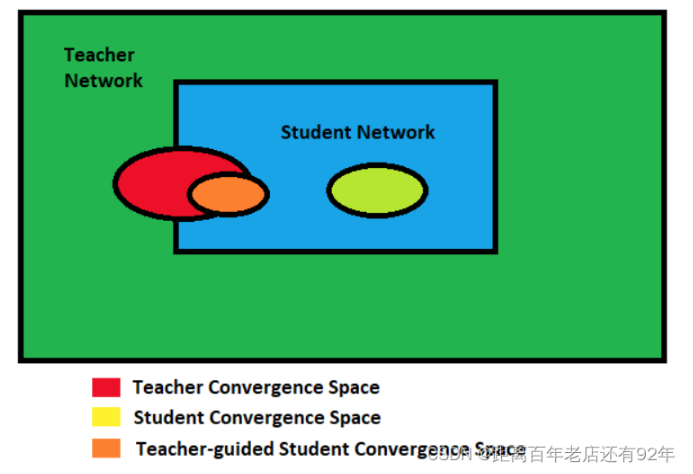 Teacher
Network
Student Network
Teacher Convergence Space
Student Convergence Space
Teacher-guided Student Convergence Space
CSDN @距离百年老店还有92年